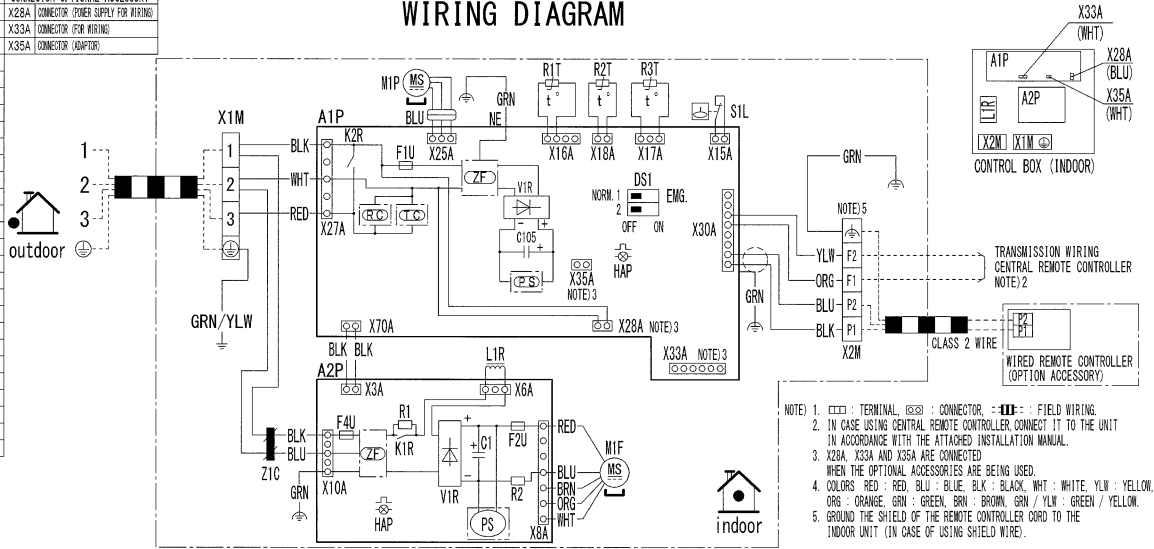 WIRING DIAGRAM
X28A CONNECTOR (POWER SUPPLY FOR WIRING)
X33A CONNECTOR (FOR WIRING)
X35A CONNECTOR (ADAPTOR)
X33A
(WHT)
A1P
X28A
(BLU)
L1R
A2P
X35A
(WHT)
X2M X1M
CONTROL BOX (INDOOR)
M1P MS
GRN
NE
BLU
R1T R2T R3T
t° t° t°
S1L
X1M
A1P
K2R
X25A X16A X18A X17A X15A
1
2
3
outdoor
1
2
3
GRN/YLW
BLK
WHT
RED
X27A
F1U
ZF
V1R
RC TC
- +
C105 +
PS
DS1
NORM. 1 EMG.
2
OFF ON
HAP
X35A
NOTE) 3
X30A
X70A
X28A NOTE) 3
X33A NOTE) 3
GRN
GRN
NOTE) 5
YLW F2
ORG F1
BLU P2
BLK P1
X2M
TRANSMISSION WIRING
CENTRAL REMOTE CONTROLLER
NOTE) 2
CLASS 2 WIRE
P2
P1
WIRED REMOTE CONTROLLER
(OPTION ACCESSORY)
BLK BLK
A2P
X3A
L1R
X6A
Z1C
BLK
BLU
GRN
X10A
F4U
ZF
R1
K1R
HAP
V1R
+
-
C1
+
F2U
R2
PS
X8A
RED
BLU
BRN
ORG
WHT
M1F
MS
indoor
NOTE) 1. : TERMINAL, : CONNECTOR, : FIELD WIRING.
2. IN CASE USING CENTRAL REMOTE CONTROLLER, CONNECT IT TO THE UNIT
IN ACCORDANCE WITH THE ATTACHED INSTALLATION MANUAL.
3. X28A, X33A AND X35A ARE CONNECTED
WHEN THE OPTIONAL ACCESSORIES ARE BEING USED.
4. COLORS RED : RED, BLU : BLUE, BLK : BLACK, WHT : WHITE, YLW : YELLOW,
ORG : ORANGE, GRN : GREEN, BRN : BROWN, GRN / YLW : GREEN / YELLOW.
5. GROUND THE SHIELD OF THE REMOTE CONTROLLER CORD TO THE
INDOOR UNIT (IN CASE OF USING SHIELD WIRE).